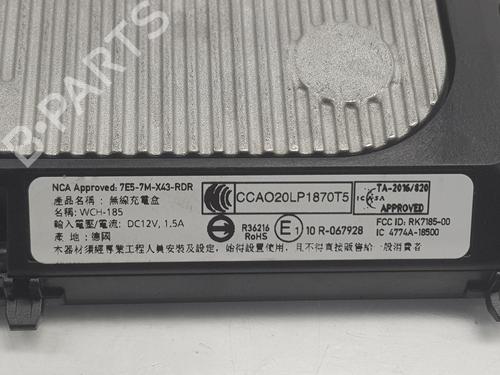 B-PARTS
NCA Approved: 7E5-7M-X43-RDR
產品名稱：無線充電盒
名稱：WCH-185
輸入電壓/電流：DC12V, 1.5A
產 地：德國
本器材須經專業工程人員安裝及設定，始得設置使用，且不得直接販售給一般消費者
CCAO20LP1870T5
R36216
RoHS
E1 10 R-067928
TA-2016/820
ICASA
APPROVED
FCC ID: RK7185-00
IC 4774A-18500